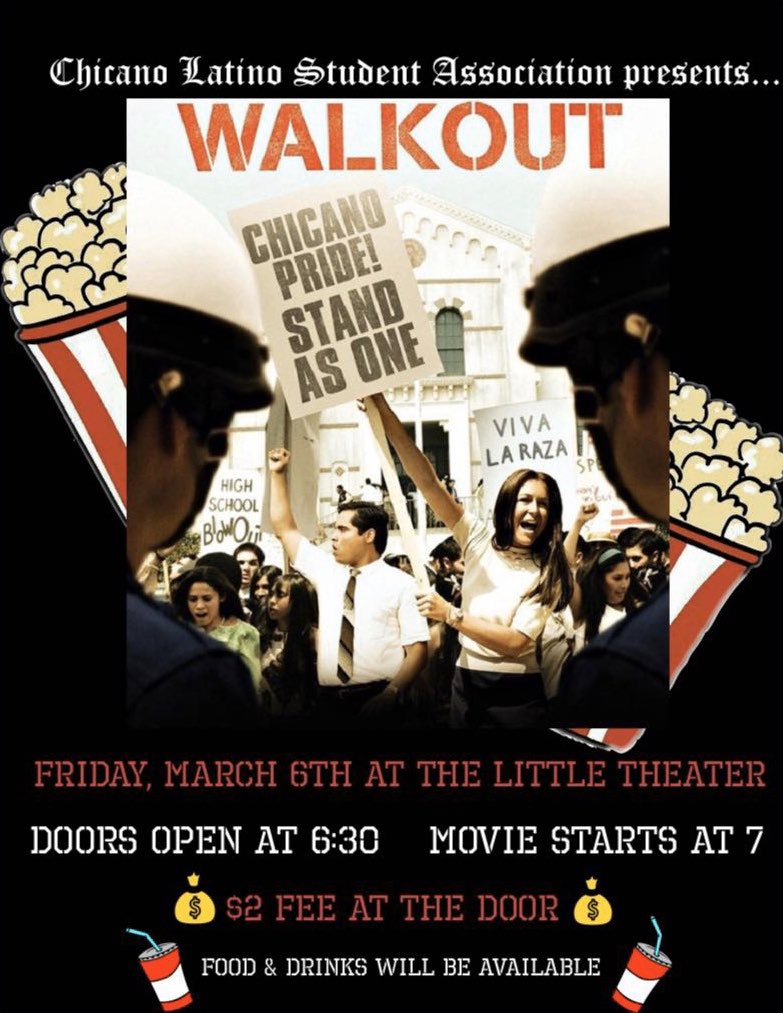 Chicano Latino Student Association presents...
WALKOUT
CHICANO
PRIDE!
STAND
AS ONE
VIVA
LA RAZA
HIGH
SCHOOL
BLOWOUT
FRIDAY, MARCH 6TH AT THE LITTLE THEATER
DOORS OPEN AT 6:30 MOVIE STARTS AT 7
$ $2 FEE AT THE DOOR $
FOOD & DRINKS WILL BE AVAILABLE